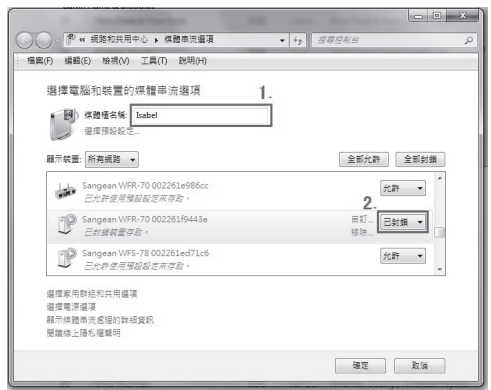 « 網路和共用中心 ▸ 媒體串流選項
搜尋控制台
檔案(F) 編輯(E) 檢視(V) 工具(T) 說明(H)
選擇電腦和裝置的媒體串流選項
1.
媒體櫃名稱: Isabel
選擇預設設定...
顯示裝置: 所有網路 全部允許 全部封鎖
Sangean WFR-70 002261e986cc 允許
已允許使用預設設定來存取。
2.
Sangean WFR-70 002261f9443e 自訂... 已封鎖
已封鎖裝置存取。 移除...
Sangean WFS-78 002261ed71c6 允許
已允許使用預設設定來存取。
選擇家用群組和共用選項
選擇電源選項
顯示媒體串流處理的詳細資訊
閱讀線上隱私權聲明
確定 取消